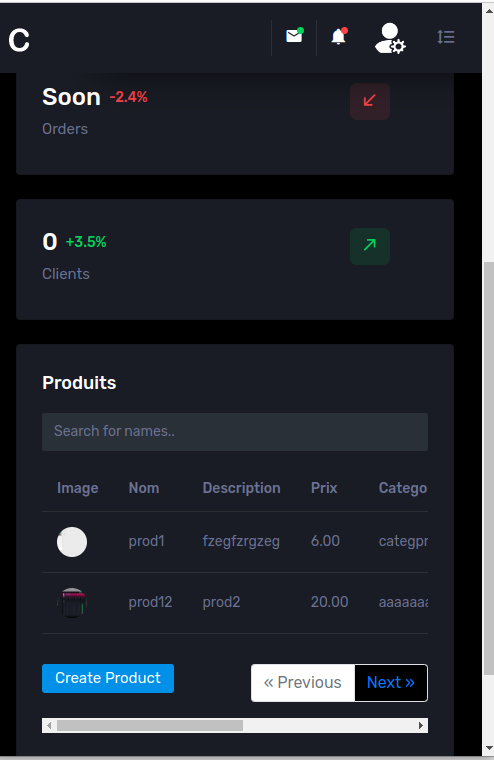 C
Soon -2.4%
Orders
0 +3.5%
Clients
Produits
Search for names..
Image Nom Description Prix Catego
prod1 fzegfzrgzeg 6.00 categpr
prod12 prod2 20.00 aaaaaaa
Create Product « Previous Next »